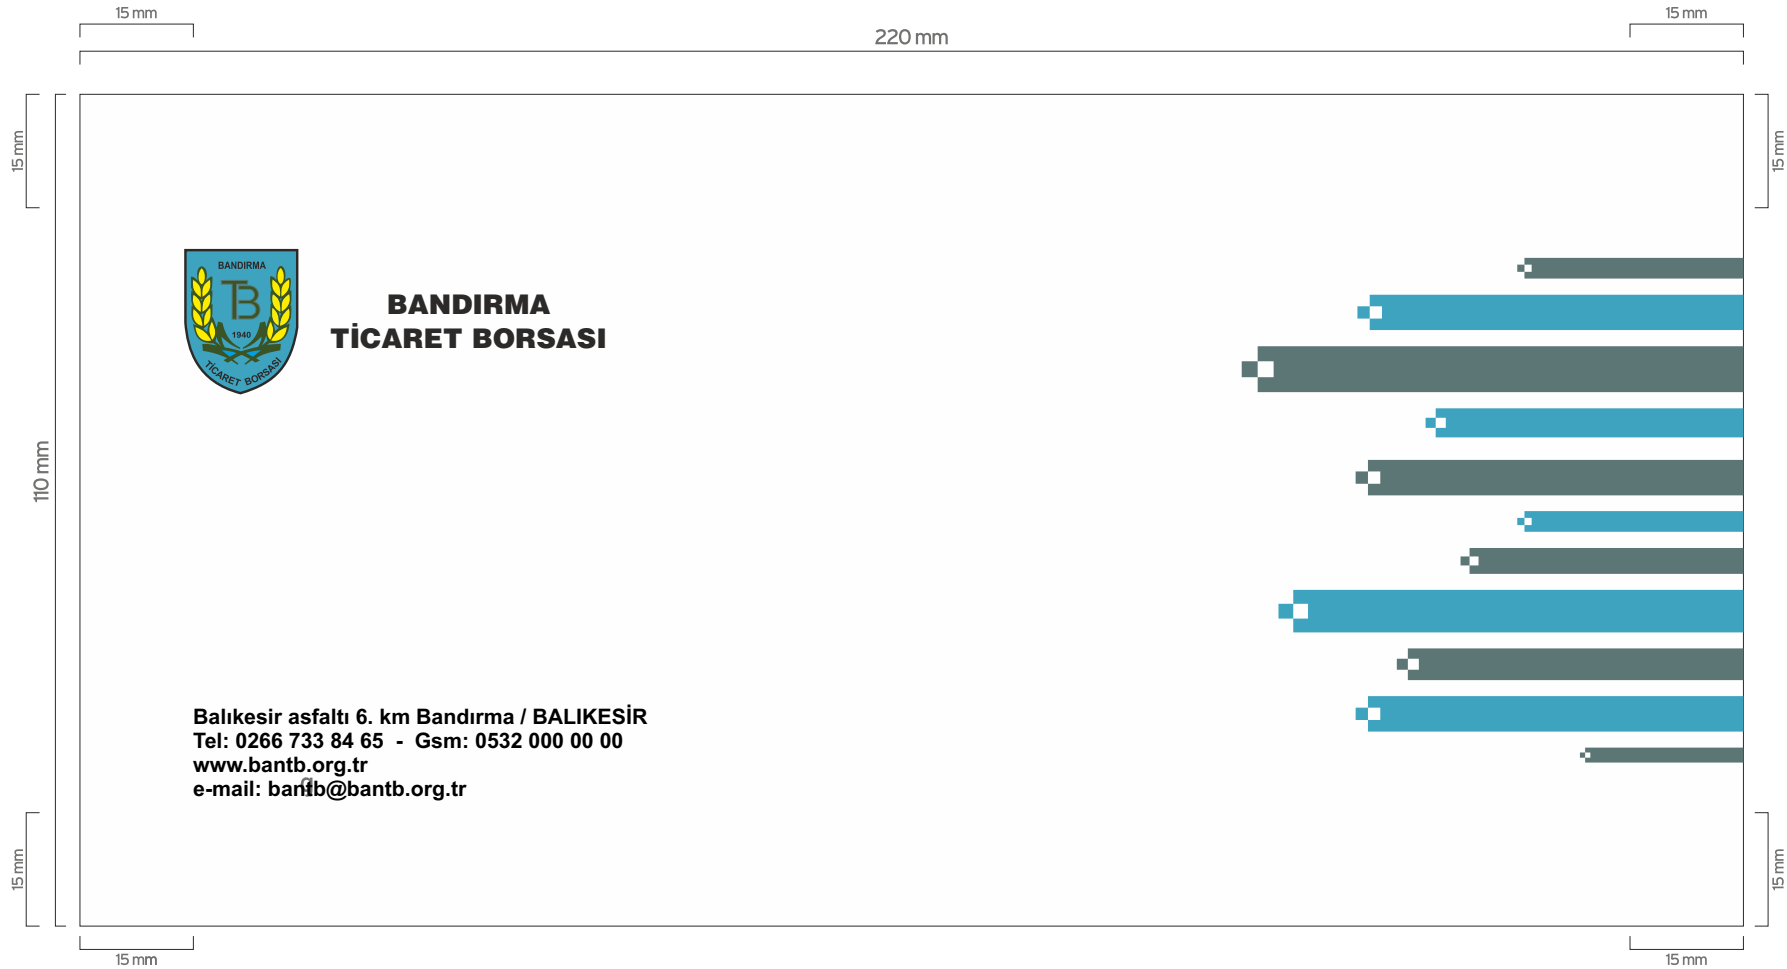 15 mm
15 mm
220 mm
15 mm
15 mm
BANDIRMA
TB
1940
TİCARET BORSASI
BANDIRMA
TİCARET BORSASI
110 mm
Balıkesir asfaltı 6. km Bandırma / BALIKESİR
Tel: 0266 733 84 65 - Gsm: 0532 000 00 00
www.bantb.org.tr
e-mail: bantb@bantb.org.tr
15 mm
15 mm
15 mm
15 mm